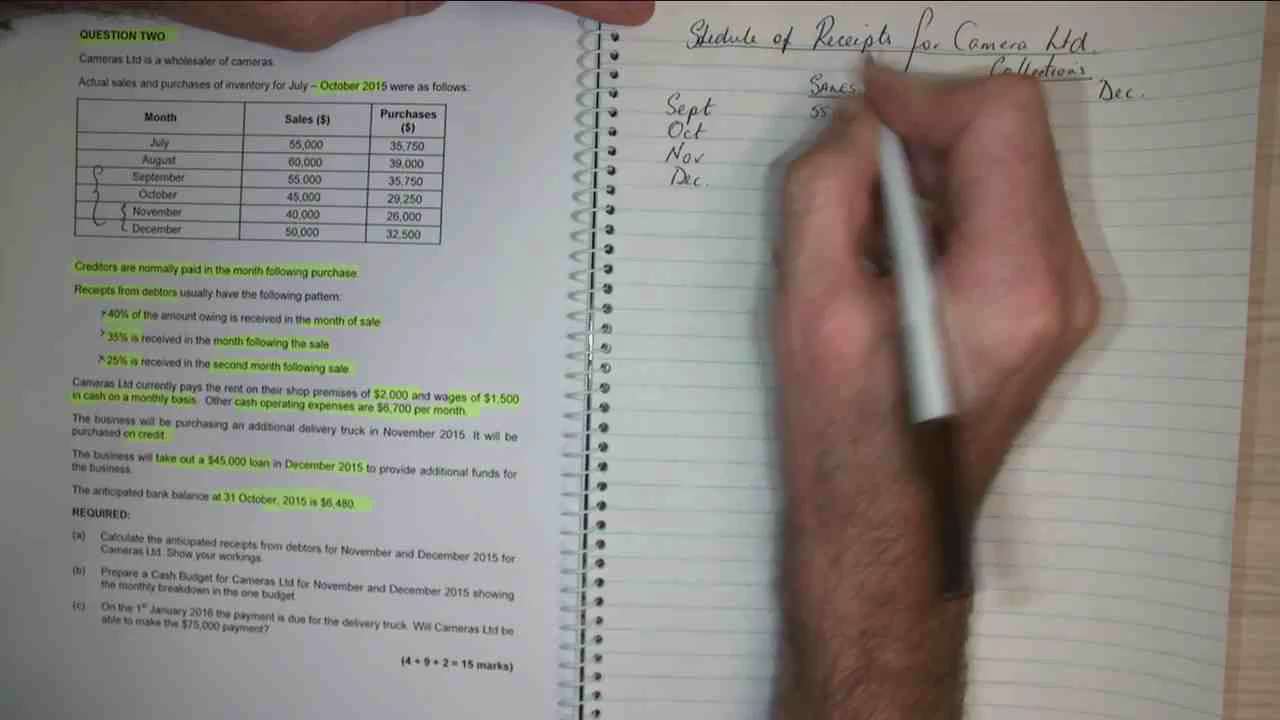 QUESTION TWO
Cameras Ltd is a wholesaler of cameras.
Actual sales and purchases of inventory for July – October 2015 were as follows:
Month Sales ($) Purchases ($)
July 55,000 35,750
August 60,000 39,000
September 55,000 35,750
October 45,000 29,250
November 40,000 26,000
December 50,000 32,500
Creditors are normally paid in the month following purchase.
Receipts from debtors usually have the following pattern:
40% of the amount owing is received in the month of sale
35% is received in the month following the sale
25% is received in the second month following sale.
Cameras Ltd currently pays the rent on their shop premises of $2,000 and wages of $1,500
in cash on a monthly basis. Other cash operating expenses are $6,700 per month.
The business will be purchasing an additional delivery truck in November 2015. It will be
purchased on credit.
The business will take out a $45,000 loan in December 2015 to provide additional funds for
the business.
The anticipated bank balance at 31 October, 2015 is $6,480.
REQUIRED:
(a) Calculate the anticipated receipts from debtors for November and December 2015 for
Cameras Ltd. Show your workings.
(b) Prepare a Cash Budget for Cameras Ltd for November and December 2015 showing
the monthly breakdown in the one budget.
(c) On the 1st January 2016 the payment is due for the delivery truck. Will Cameras Ltd be
able to make the $75,000 payment?
(4 + 9 + 2 = 15 marks)
Schedule of Receipts for Camera Ltd.
Collections
SALES Dec.
Sept 55
Oct
Nov
Dec.